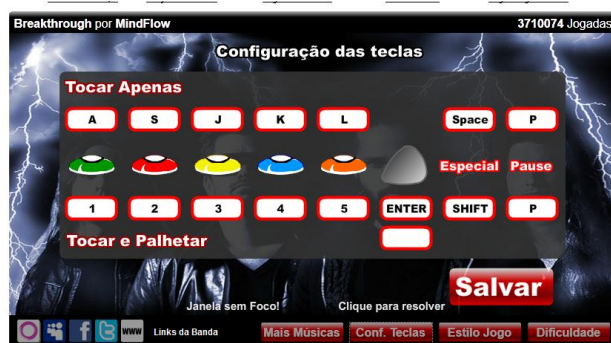 Breakthrough por MindFlow
3710074 Jogadas
Configuração das teclas
Tocar Apenas
A S J K L Space P
Especial Pause
1 2 3 4 5 ENTER SHIFT P
Tocar e Palhetar
Salvar
Janela sem Foco! Clique para resolver
www Links da Banda Mais Músicas Conf. Teclas Estilo Jogo Dificuldade